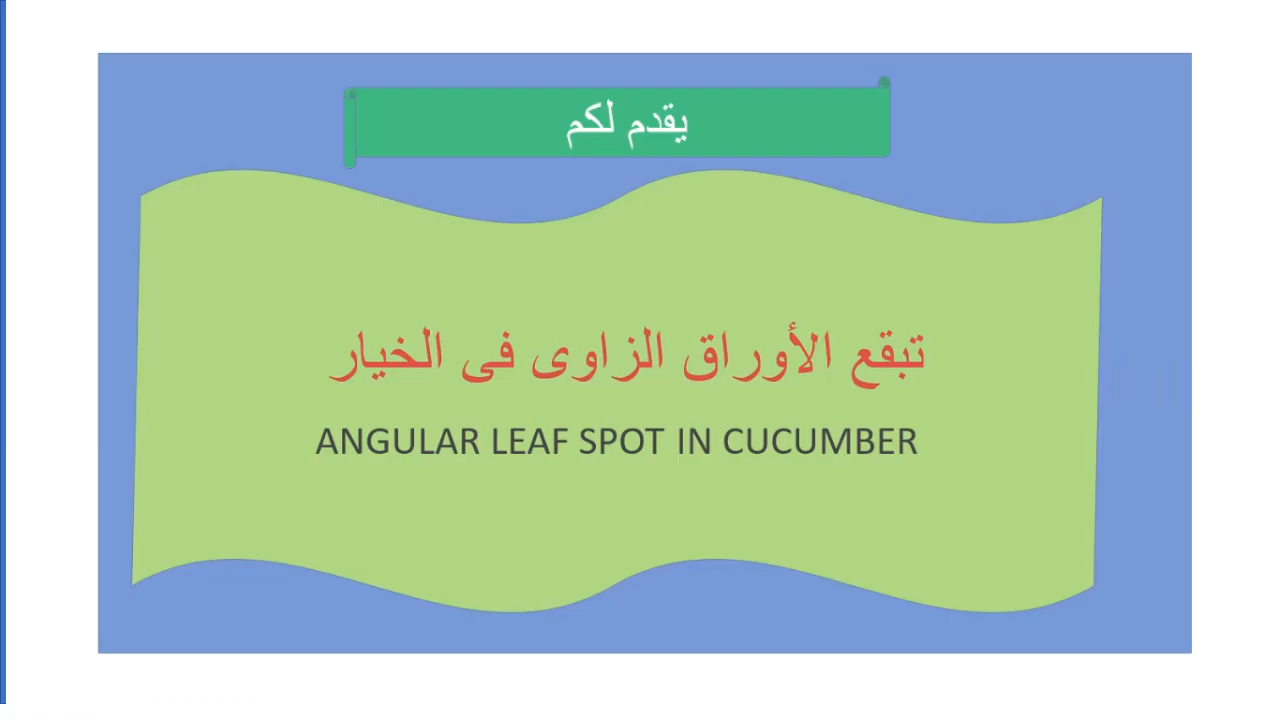 يقدم لكم
تبقع الأوراق الزاوى فى الخيار
ANGULAR LEAF SPOT IN CUCUMBER